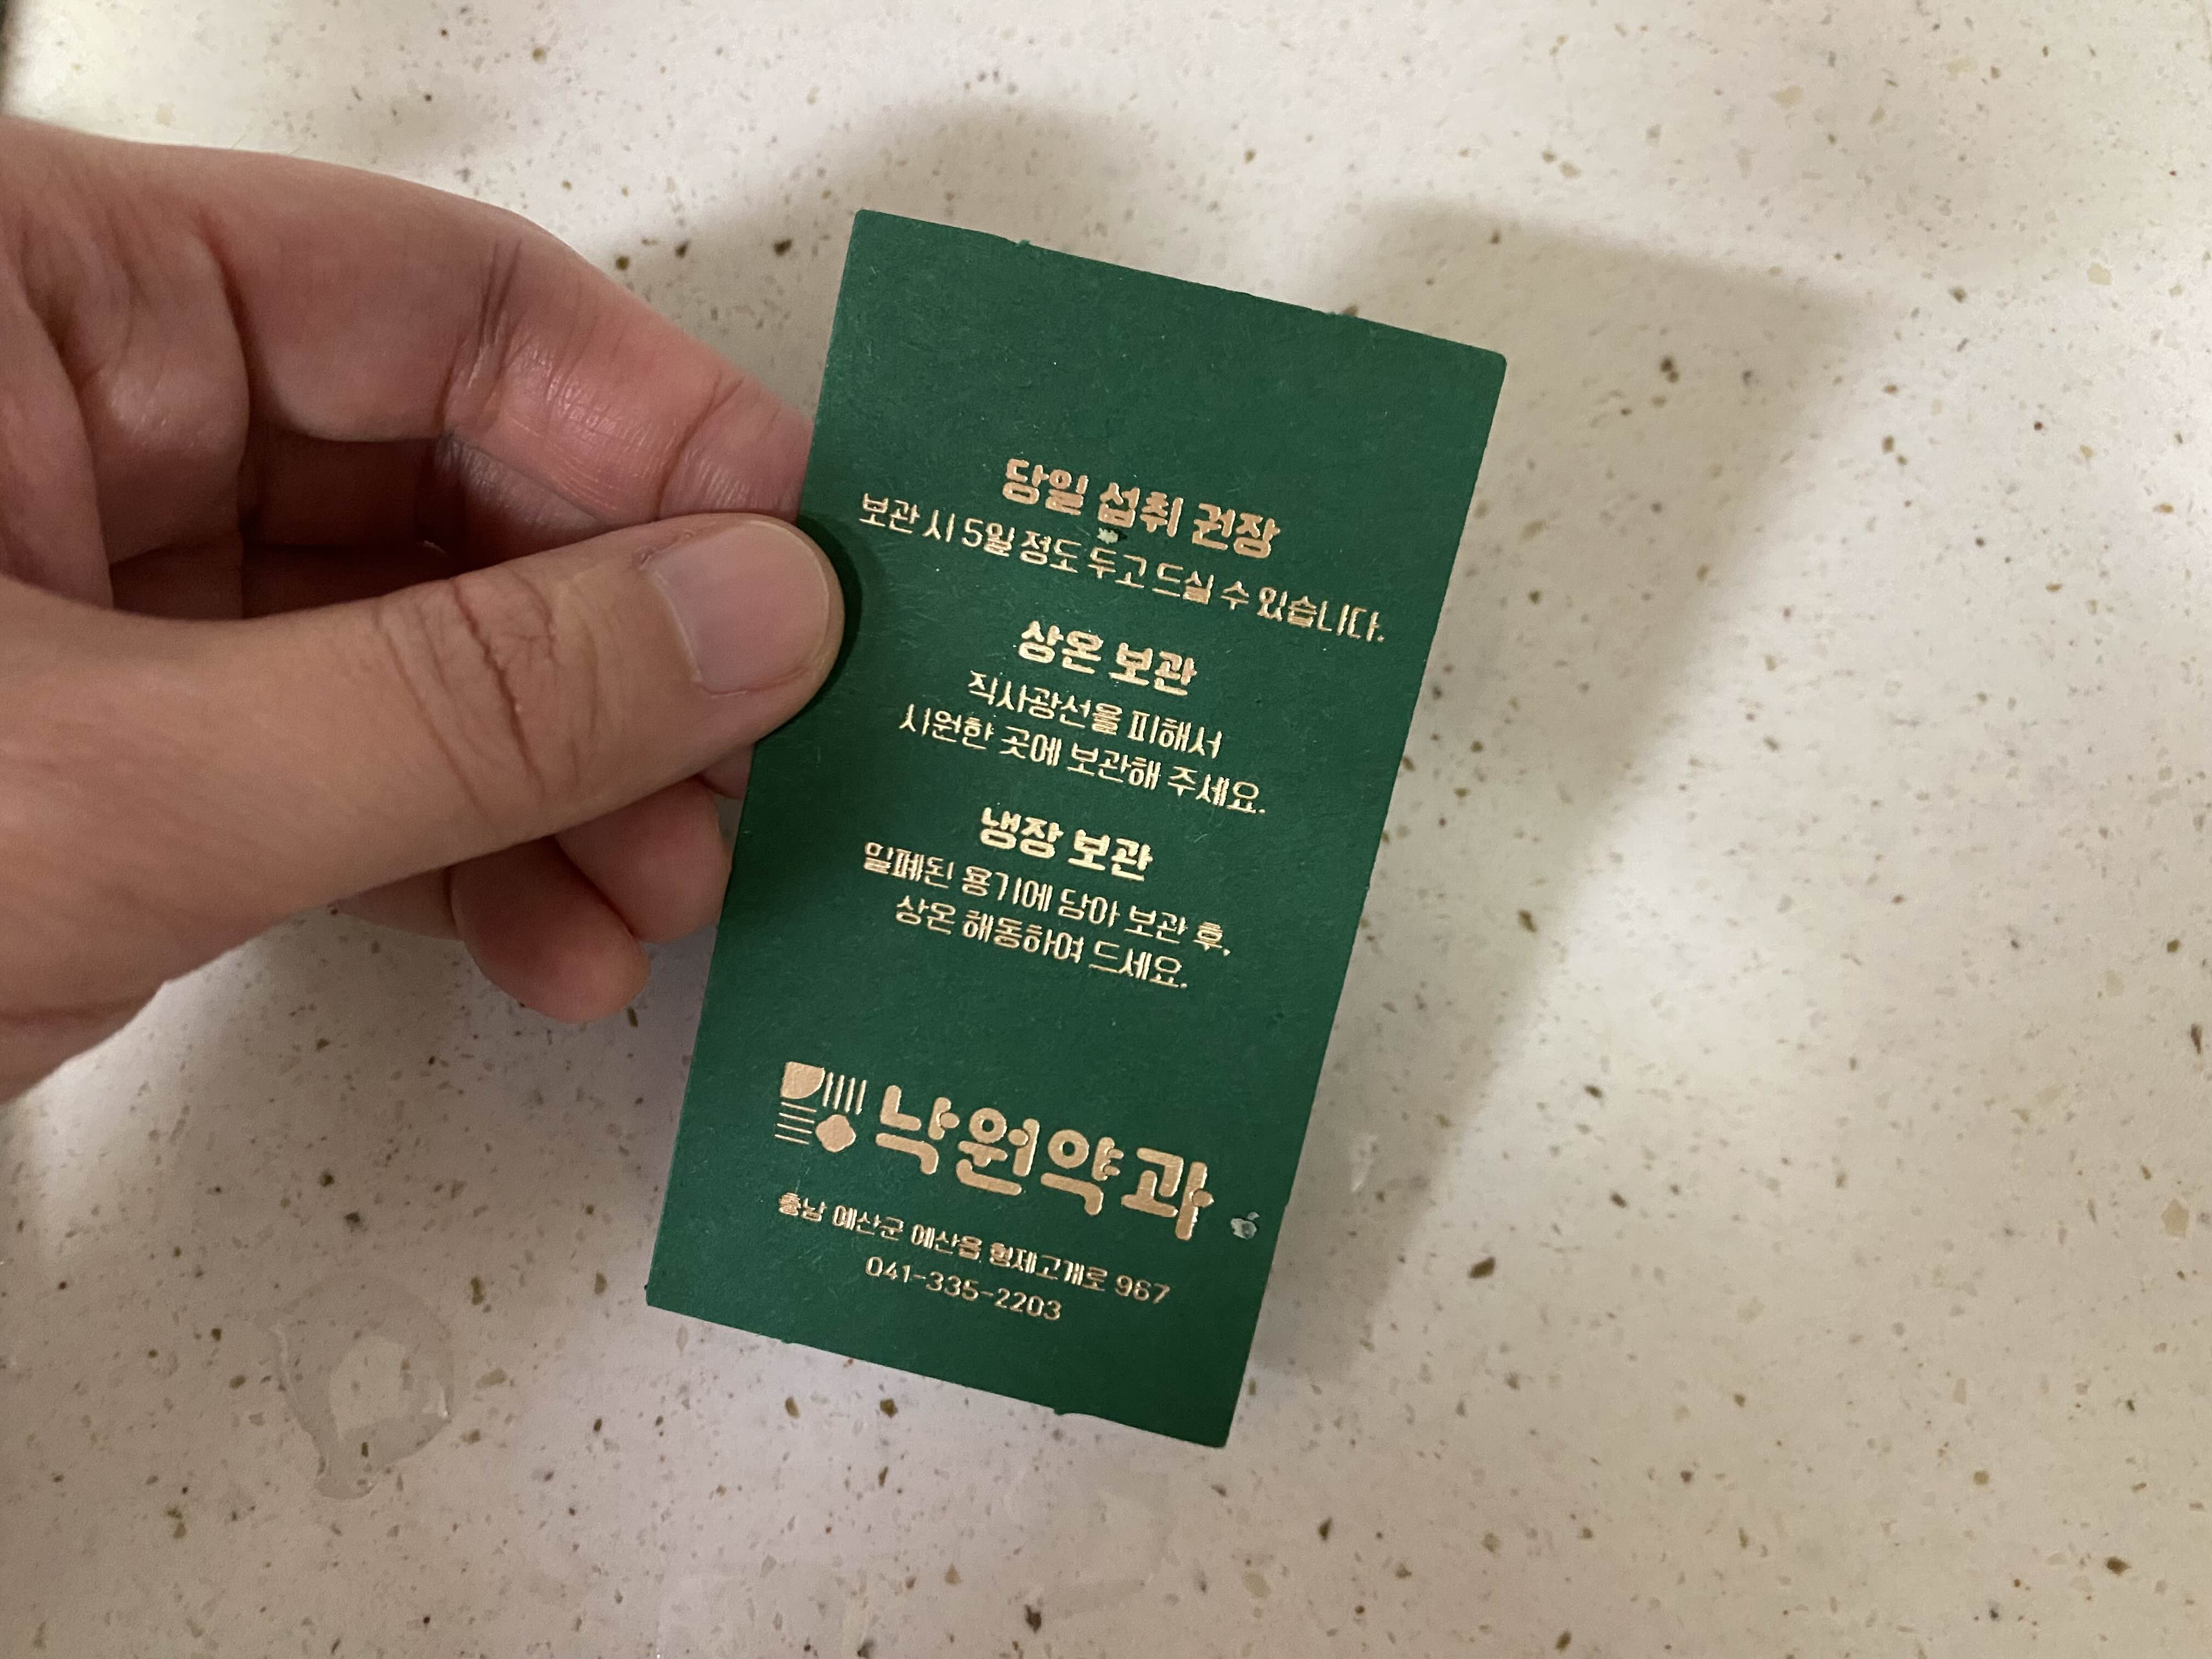 당일 섭취 권장
보관 시 5일 정도 두고 드실 수 있습니다.
상온 보관
직사광선을 피해서
시원한 곳에 보관해 주세요.
냉장 보관
밀폐된 용기에 담아 보관 후,
상온 해동하여 드세요.
낙원약과
충남 예산군 예산읍 형제고개로 967
041-335-2203